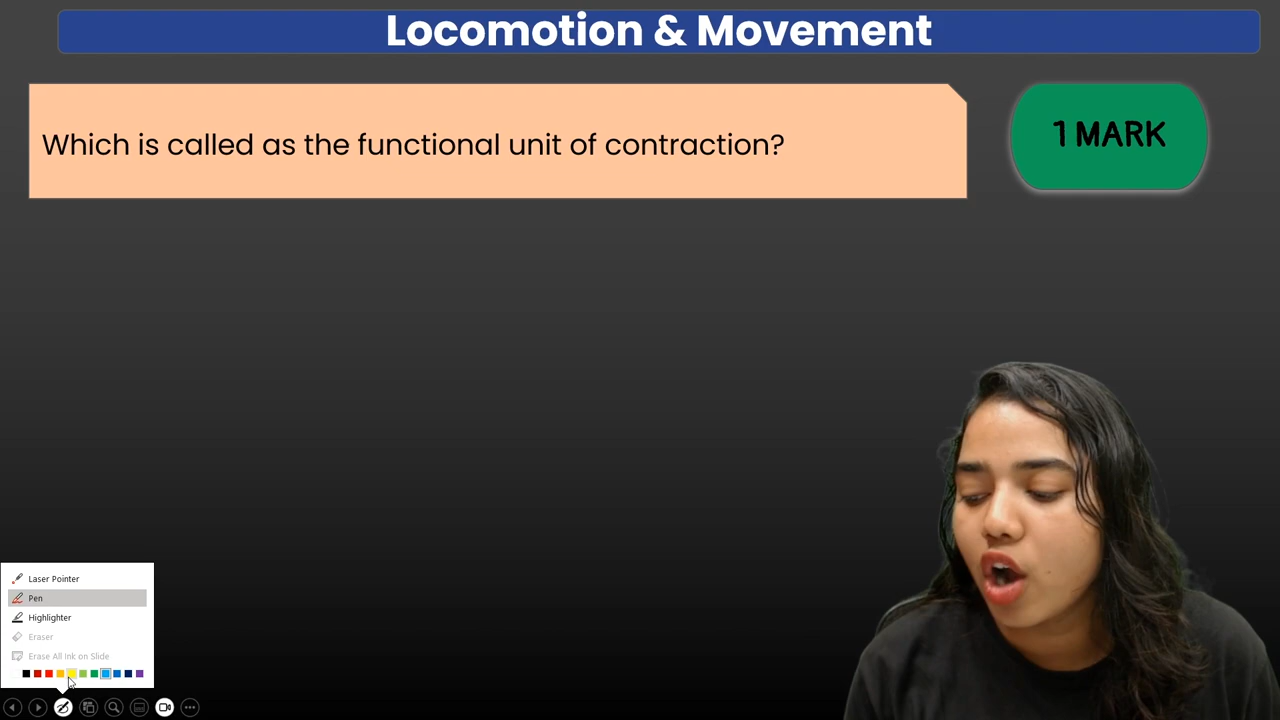 Locomotion & Movement
Which is called as the functional unit of contraction?
1 MARK
Laser Pointer
Pen
Highlighter
Eraser
Erase All Ink on Slide